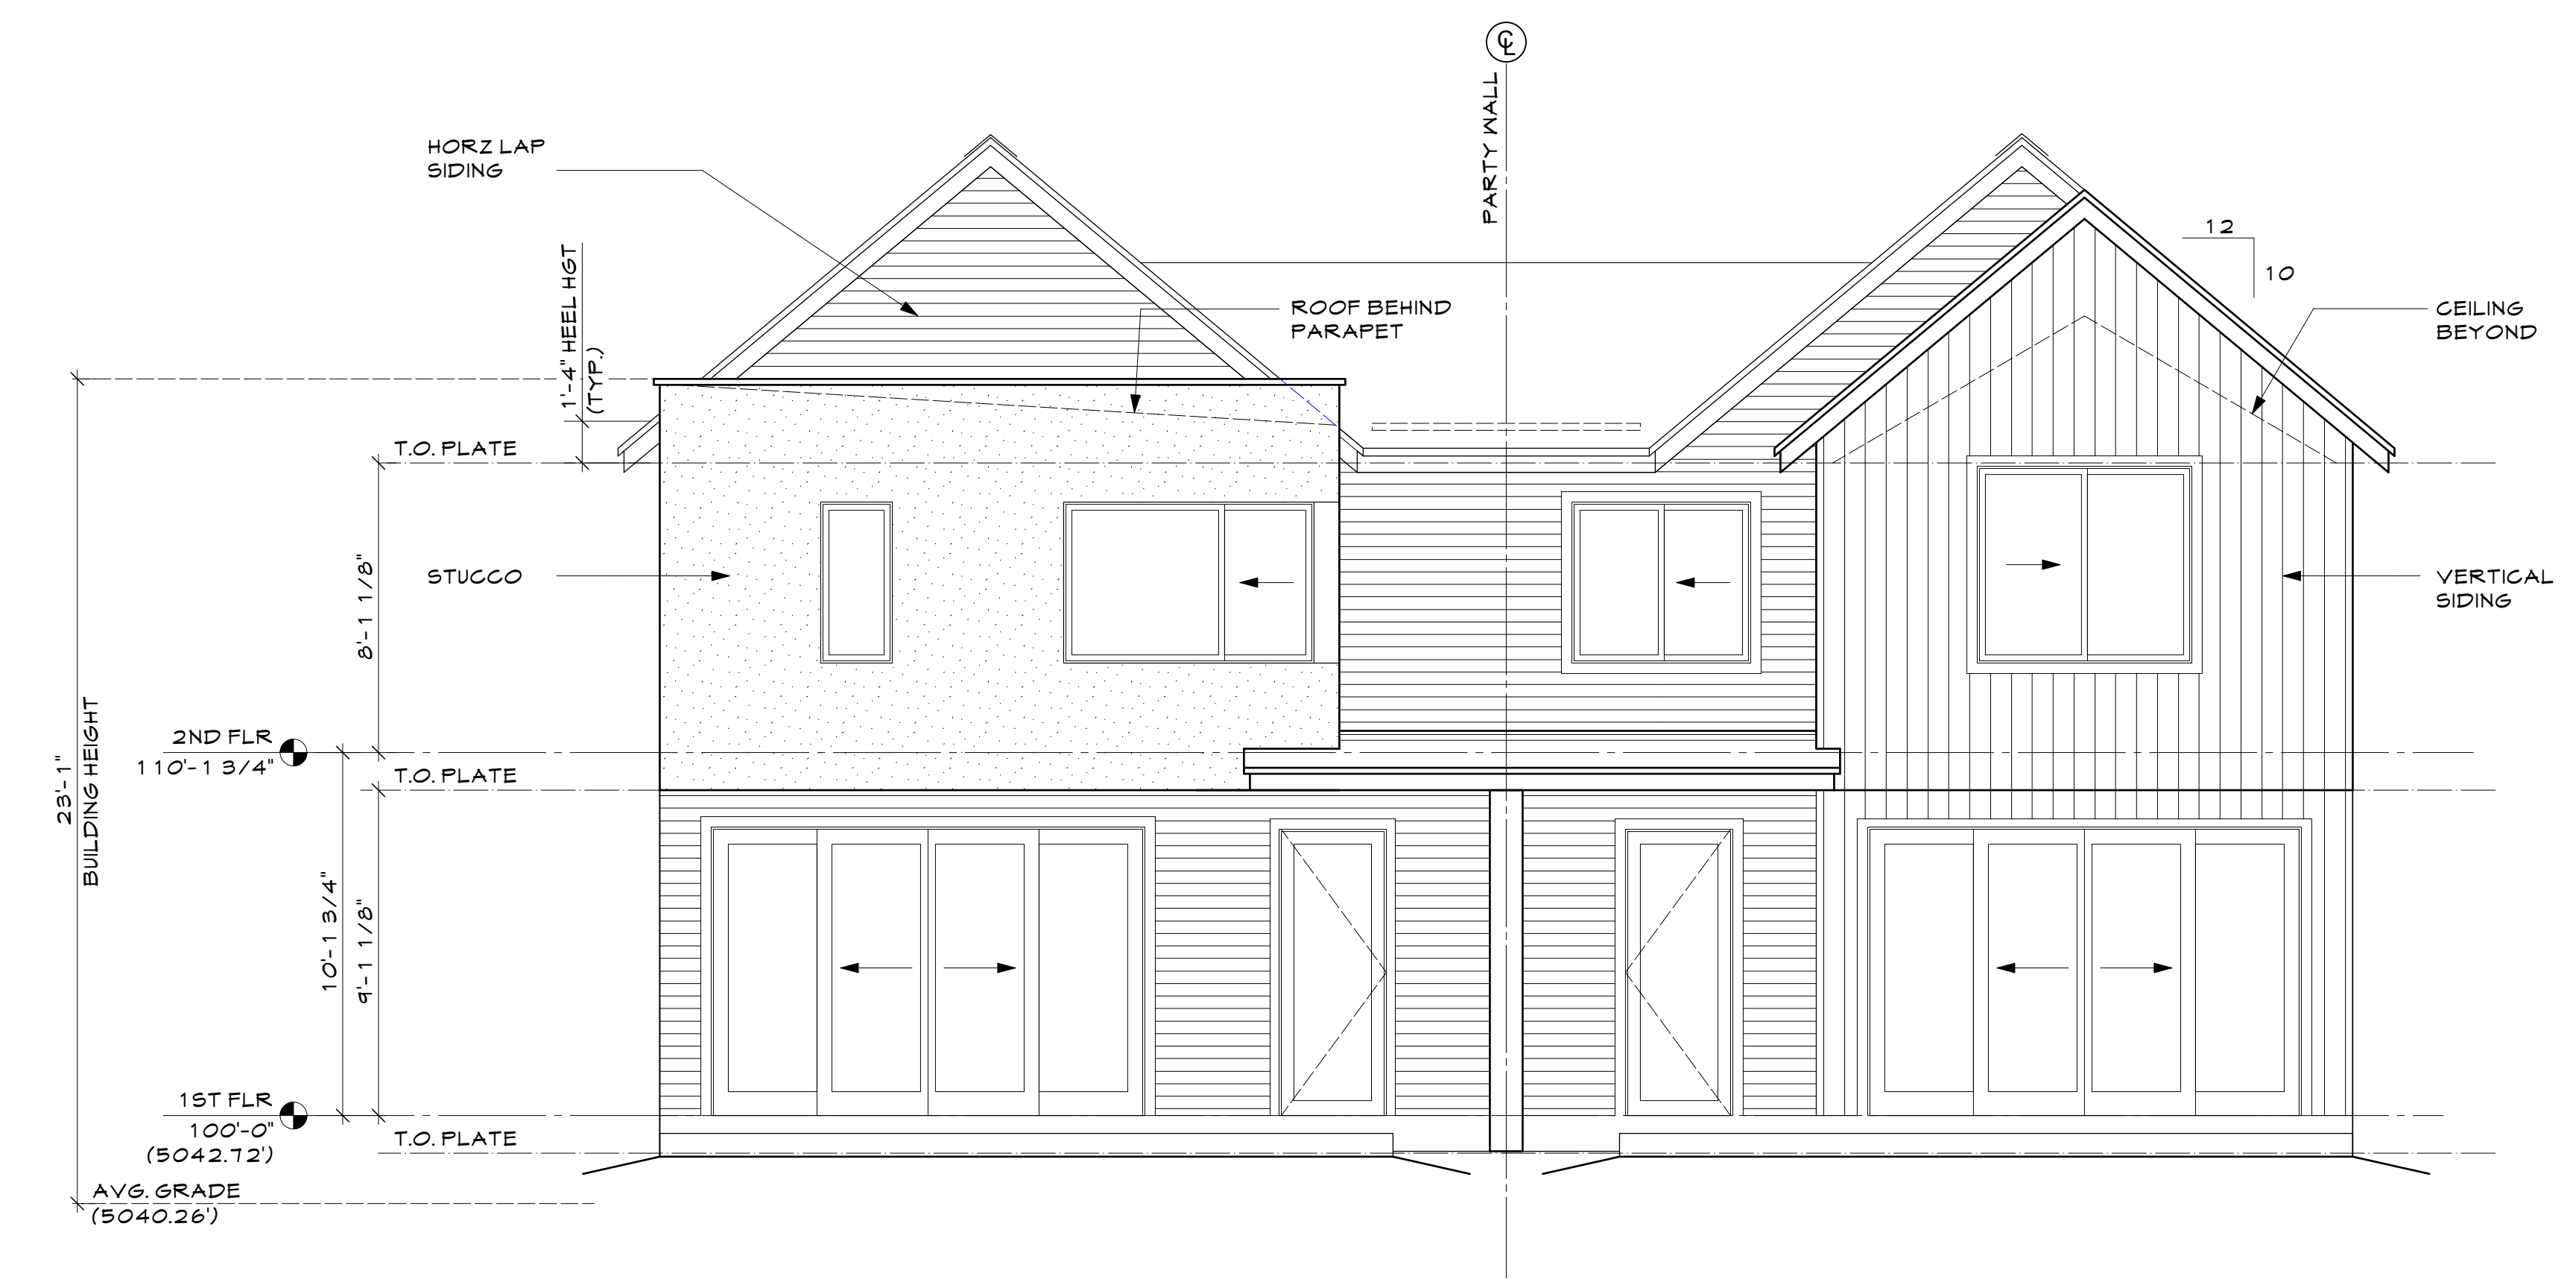 CL
PARTY WALL
HORZ LAP
SIDING
12
10
1'-4" HEEL HGT
(TYP.)
ROOF BEHIND
PARAPET
CEILING
BEYOND
T.O. PLATE
8'-1 1/8"
STUCCO
VERTICAL
SIDING
23'-1"
BUILDING HEIGHT
2ND FLR
110'-1 3/4"
T.O. PLATE
10'-1 3/4"
9'-1 1/8"
1ST FLR
100'-0"
(5042.72')
T.O. PLATE
AVG. GRADE
(5040.26')